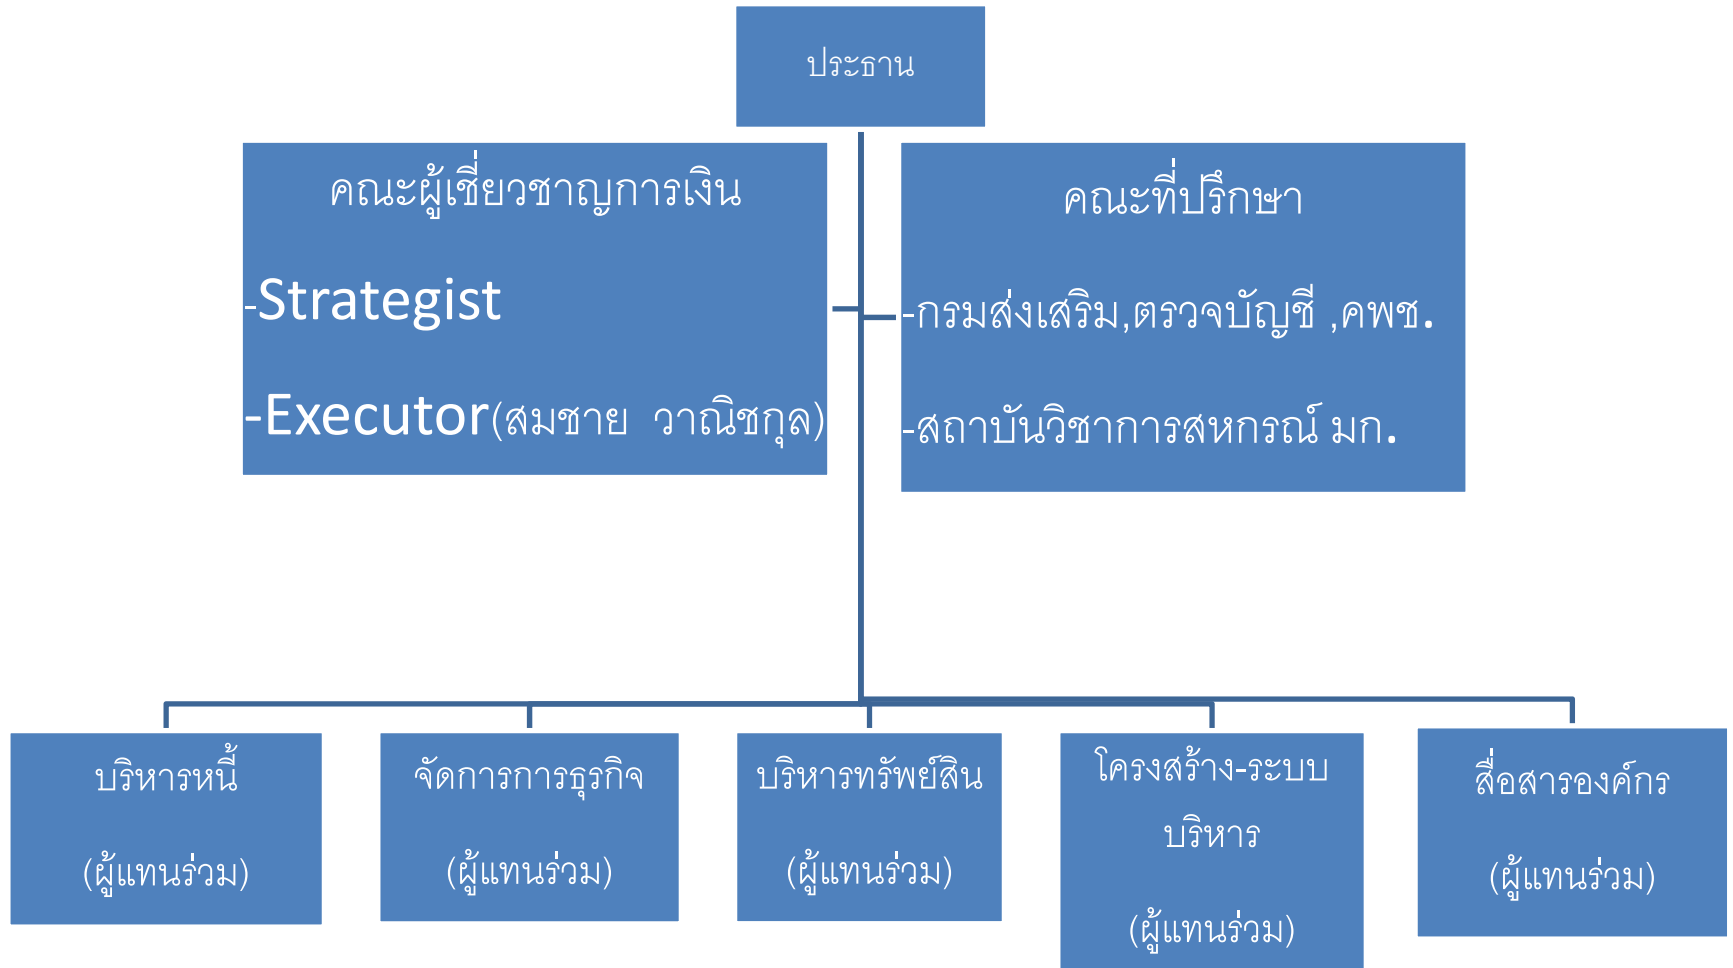 ประธาน
คณะผู้เชี่ยวชาญการเงิน
-Strategist
-Executor(สมชาย วาณิชกุล)
คณะที่ปรึกษา
-กรมส่งเสริม,ตรวจบัญชี ,คพช.
-สถาบันวิชาการสหกรณ์ มก.
บริหารหนี้
(ผู้แทนร่วม)
จัดการการธุรกิจ
(ผู้แทนร่วม)
บริหารทรัพย์สิน
(ผู้แทนร่วม)
โครงสร้าง-ระบบ
บริหาร
(ผู้แทนร่วม)
สื่อสารองค์กร
(ผู้แทนร่วม)